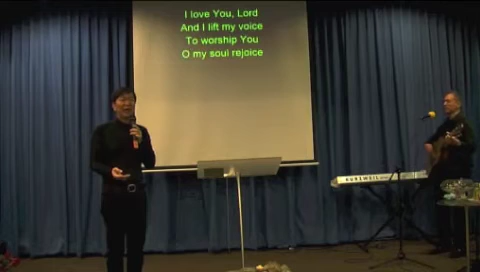 I love You, Lord
And I lift my voice
To worship You
O my soul rejoice
KURZWEIL